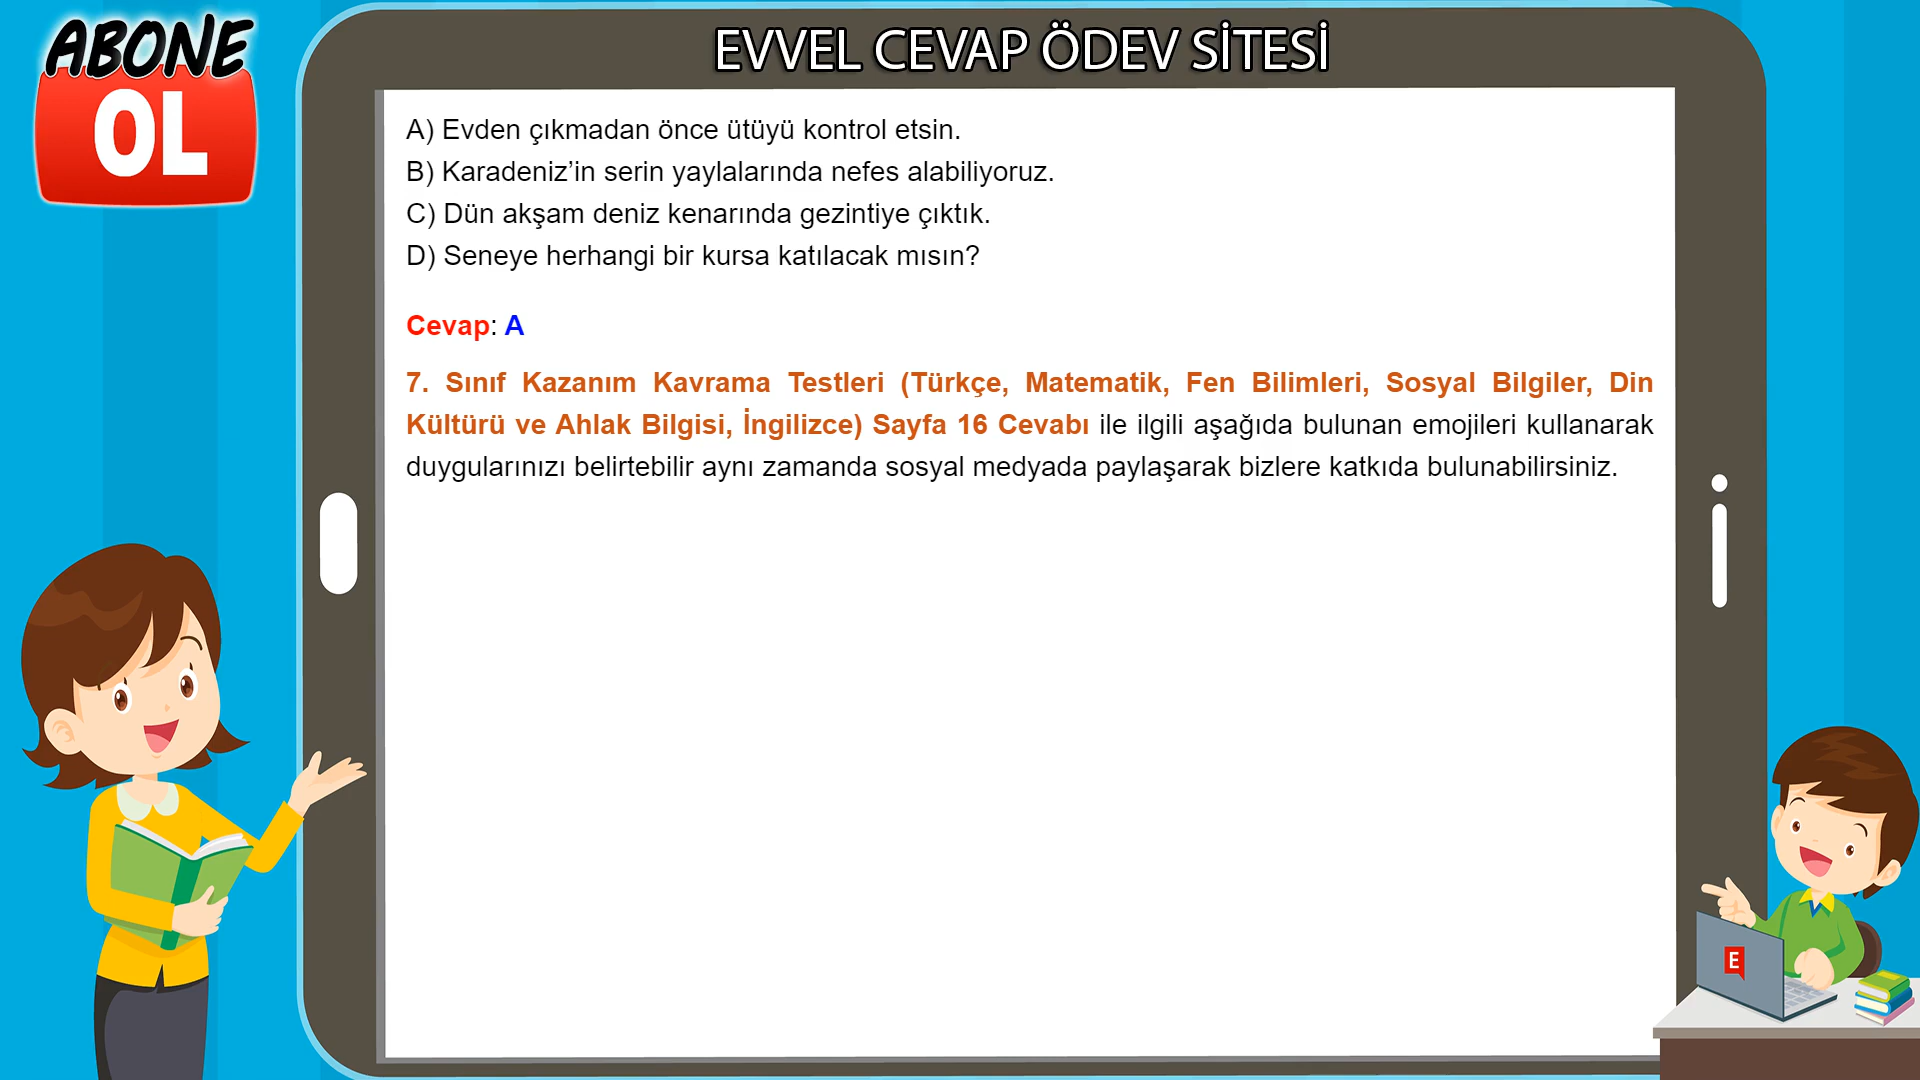 ABONE
OL
EVVEL CEVAP ÖDEV SİTESİ
A) Evden çıkmadan önce ütüyü kontrol etsin.
B) Karadeniz’in serin yaylalarında nefes alabiliyoruz.
C) Dün akşam deniz kenarında gezintiye çıktık.
D) Seneye herhangi bir kursa katılacak mısın?
Cevap: A
7. Sınıf Kazanım Kavrama Testleri (Türkçe, Matematik, Fen Bilimleri, Sosyal Bilgiler, Din
Kültürü ve Ahlak Bilgisi, İngilizce) Sayfa 16 Cevabı ile ilgili aşağıda bulunan emojileri kullanarak
duygularınızı belirtebilir aynı zamanda sosyal medyada paylaşarak bizlere katkıda bulunabilirsiniz.
E